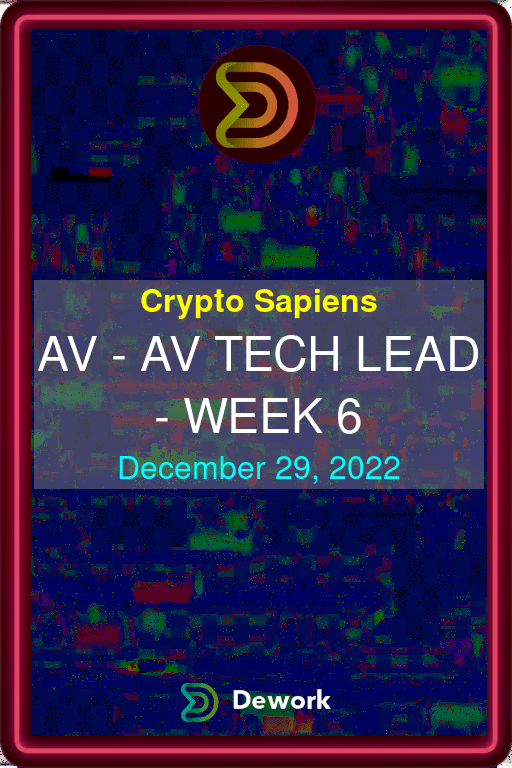 Crypto Sapiens
AV - AV TECH LEAD
- WEEK 6
December 29, 2022
Dework